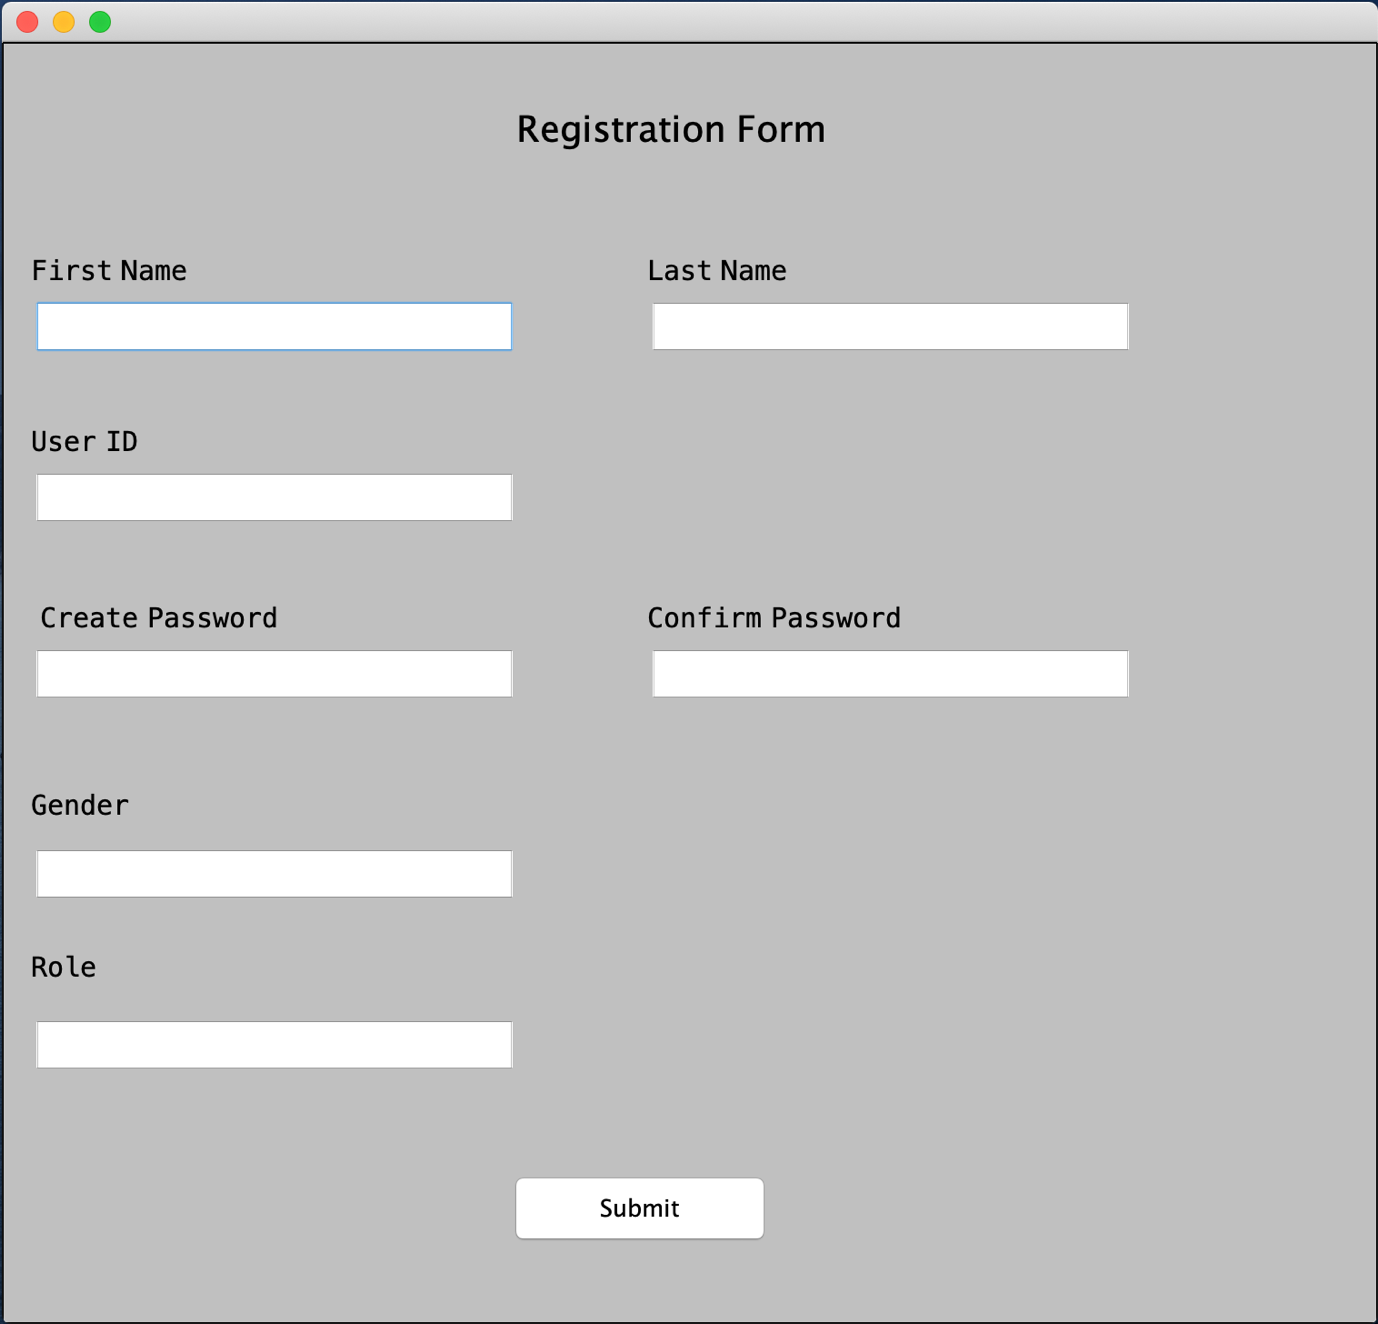 Registration Form
First Name
Last Name
User ID
Create Password
Confirm Password
Gender
Role
Submit